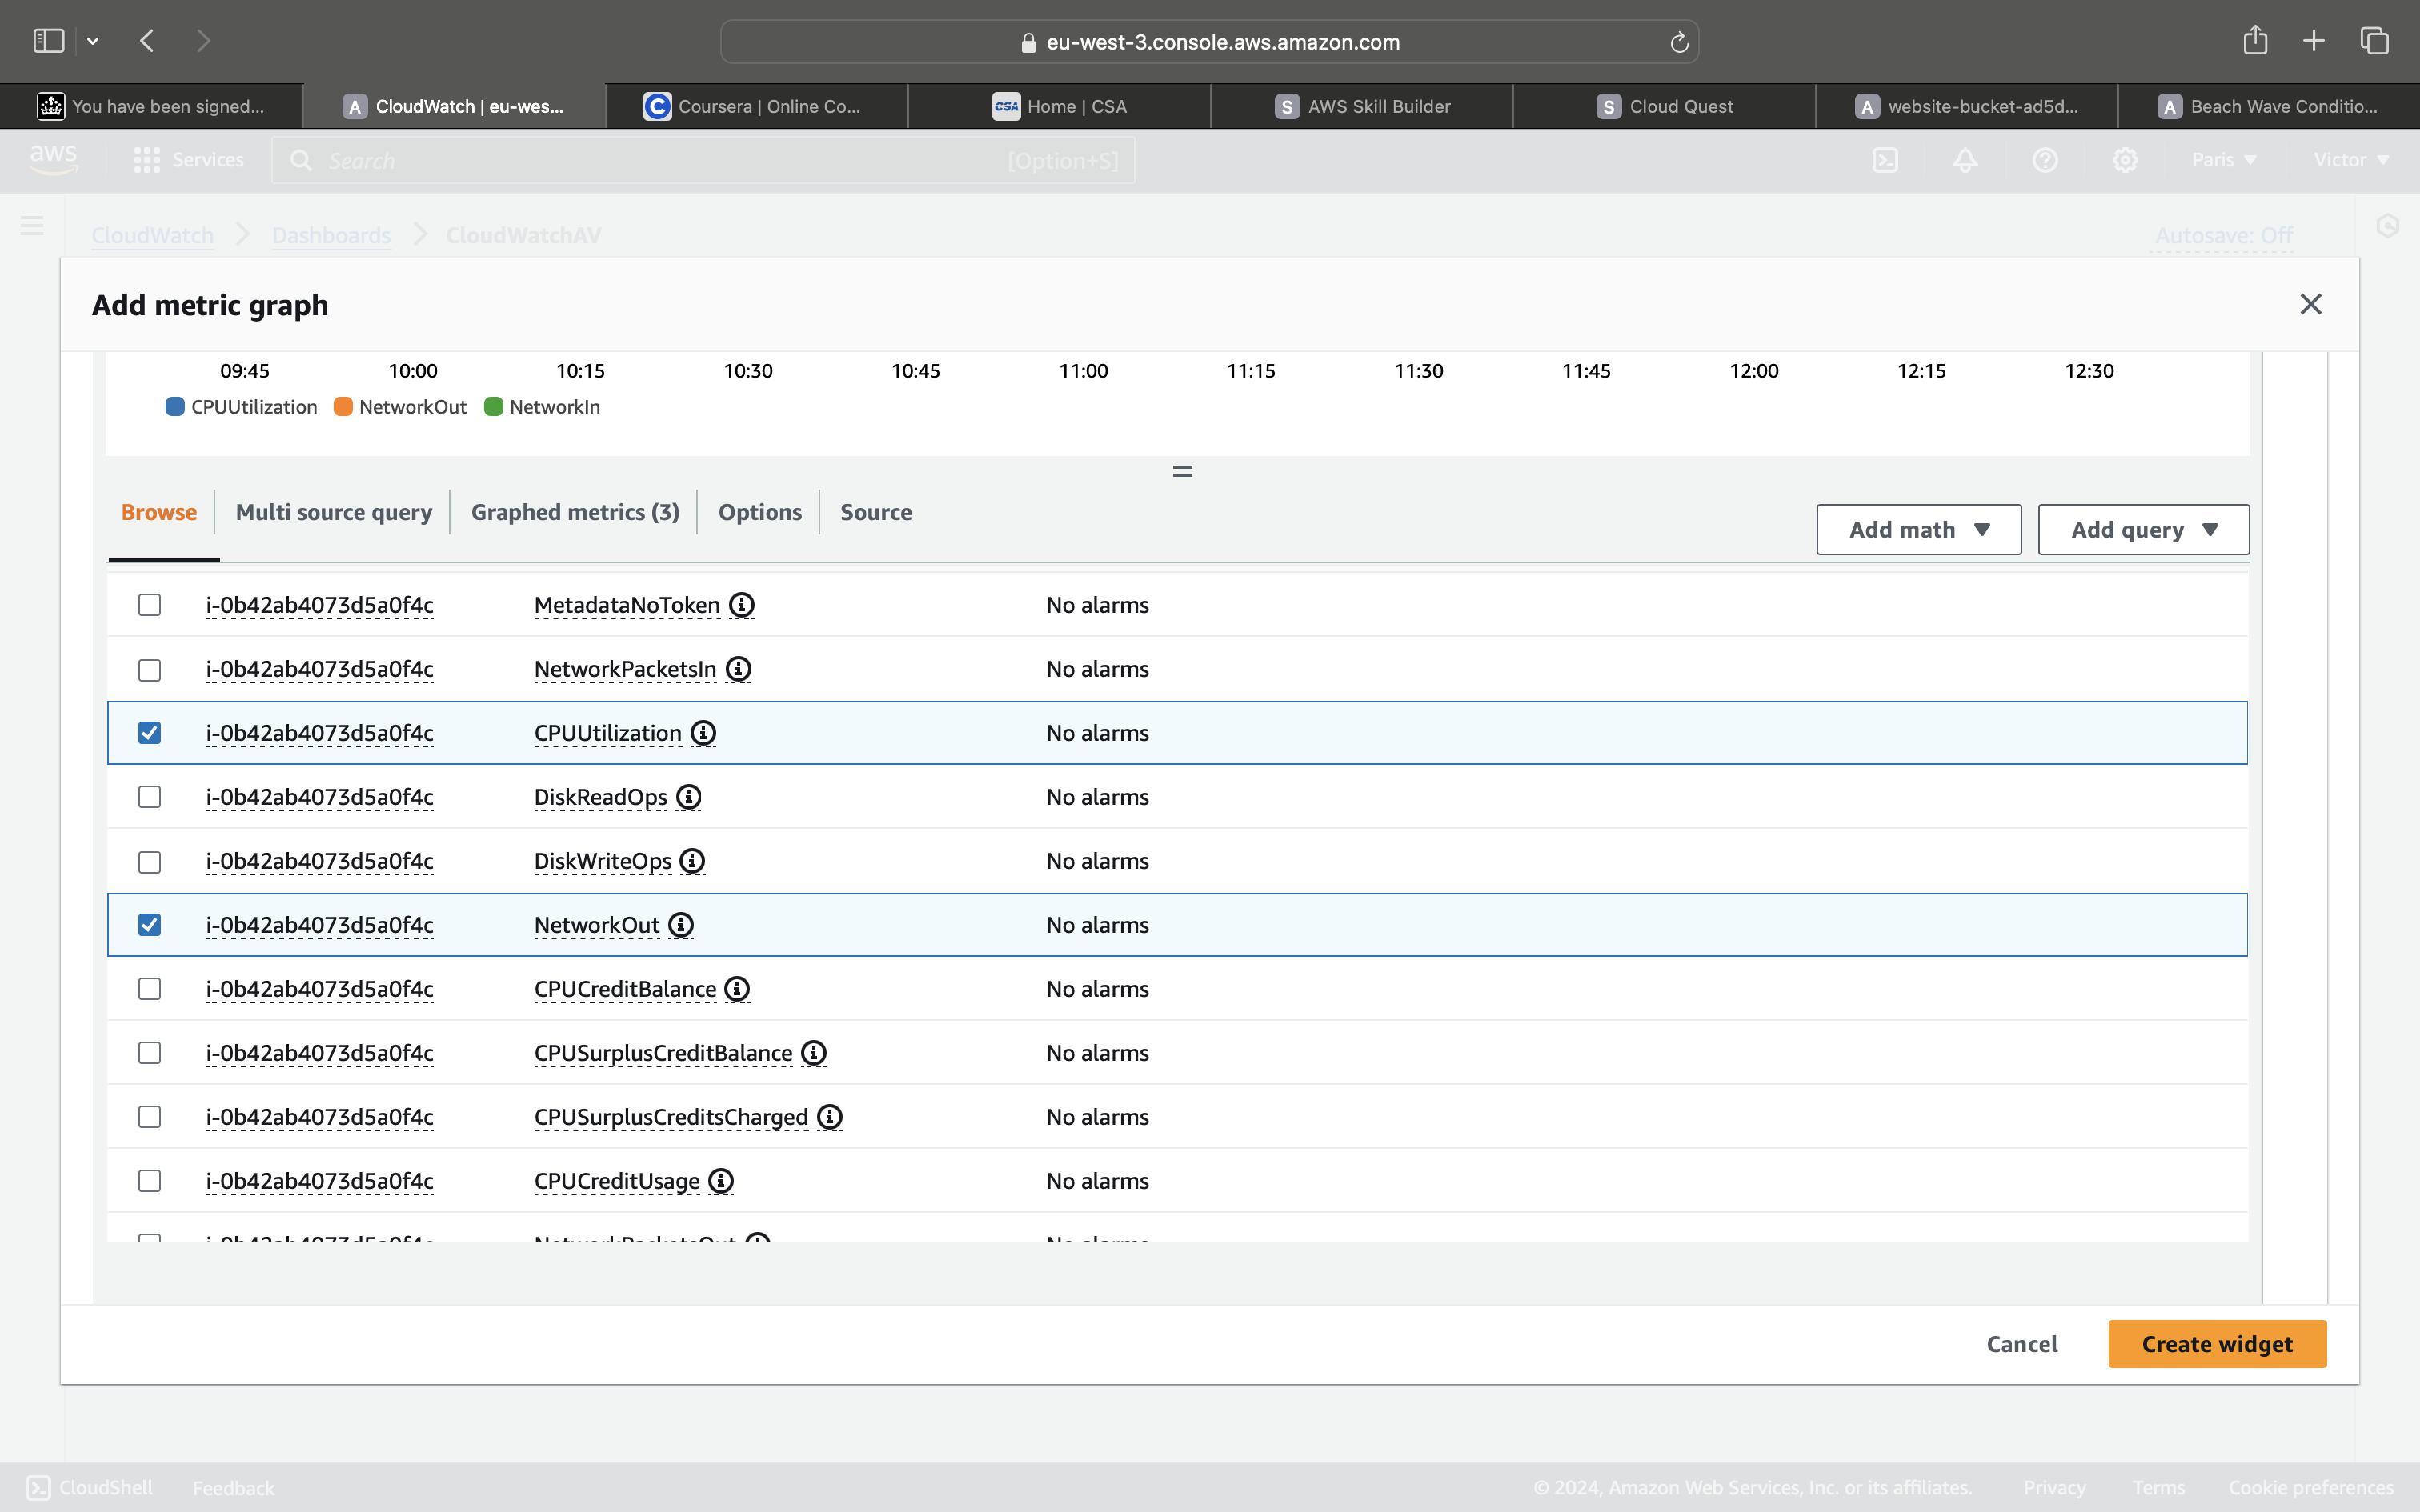 eu-west-3.console.aws.amazon.com
You have been signed...
A CloudWatch | eu-wes...
C Coursera | Online Co...
CSA Home | CSA
S AWS Skill Builder
S Cloud Quest
A website-bucket-ad5d...
A Beach Wave Conditio...
aws Services Search [Option+S] Paris Victor
CloudWatch Dashboards CloudWatchAV Autosave: Off
Add metric graph
09:45 10:00 10:15 10:30 10:45 11:00 11:15 11:30 11:45 12:00 12:15 12:30
CPUUtilization NetworkOut NetworkIn
Browse Multi source query Graphed metrics (3) Options Source Add math Add query
i-0b42ab4073d5a0f4c MetadataNoToken No alarms
i-0b42ab4073d5a0f4c NetworkPacketsIn No alarms
i-0b42ab4073d5a0f4c CPUUtilization No alarms
i-0b42ab4073d5a0f4c DiskReadOps No alarms
i-0b42ab4073d5a0f4c DiskWriteOps No alarms
i-0b42ab4073d5a0f4c NetworkOut No alarms
i-0b42ab4073d5a0f4c CPUCreditBalance No alarms
i-0b42ab4073d5a0f4c CPUSurplusCreditBalance No alarms
i-0b42ab4073d5a0f4c CPUSurplusCreditsCharged No alarms
i-0b42ab4073d5a0f4c CPUCreditUsage No alarms
i-0b42ab4073d5a0f4c NetworkPacketsOut No alarms
Cancel Create widget
CloudShell Feedback © 2024, Amazon Web Services, Inc. or its affiliates. Privacy Terms Cookie preferences